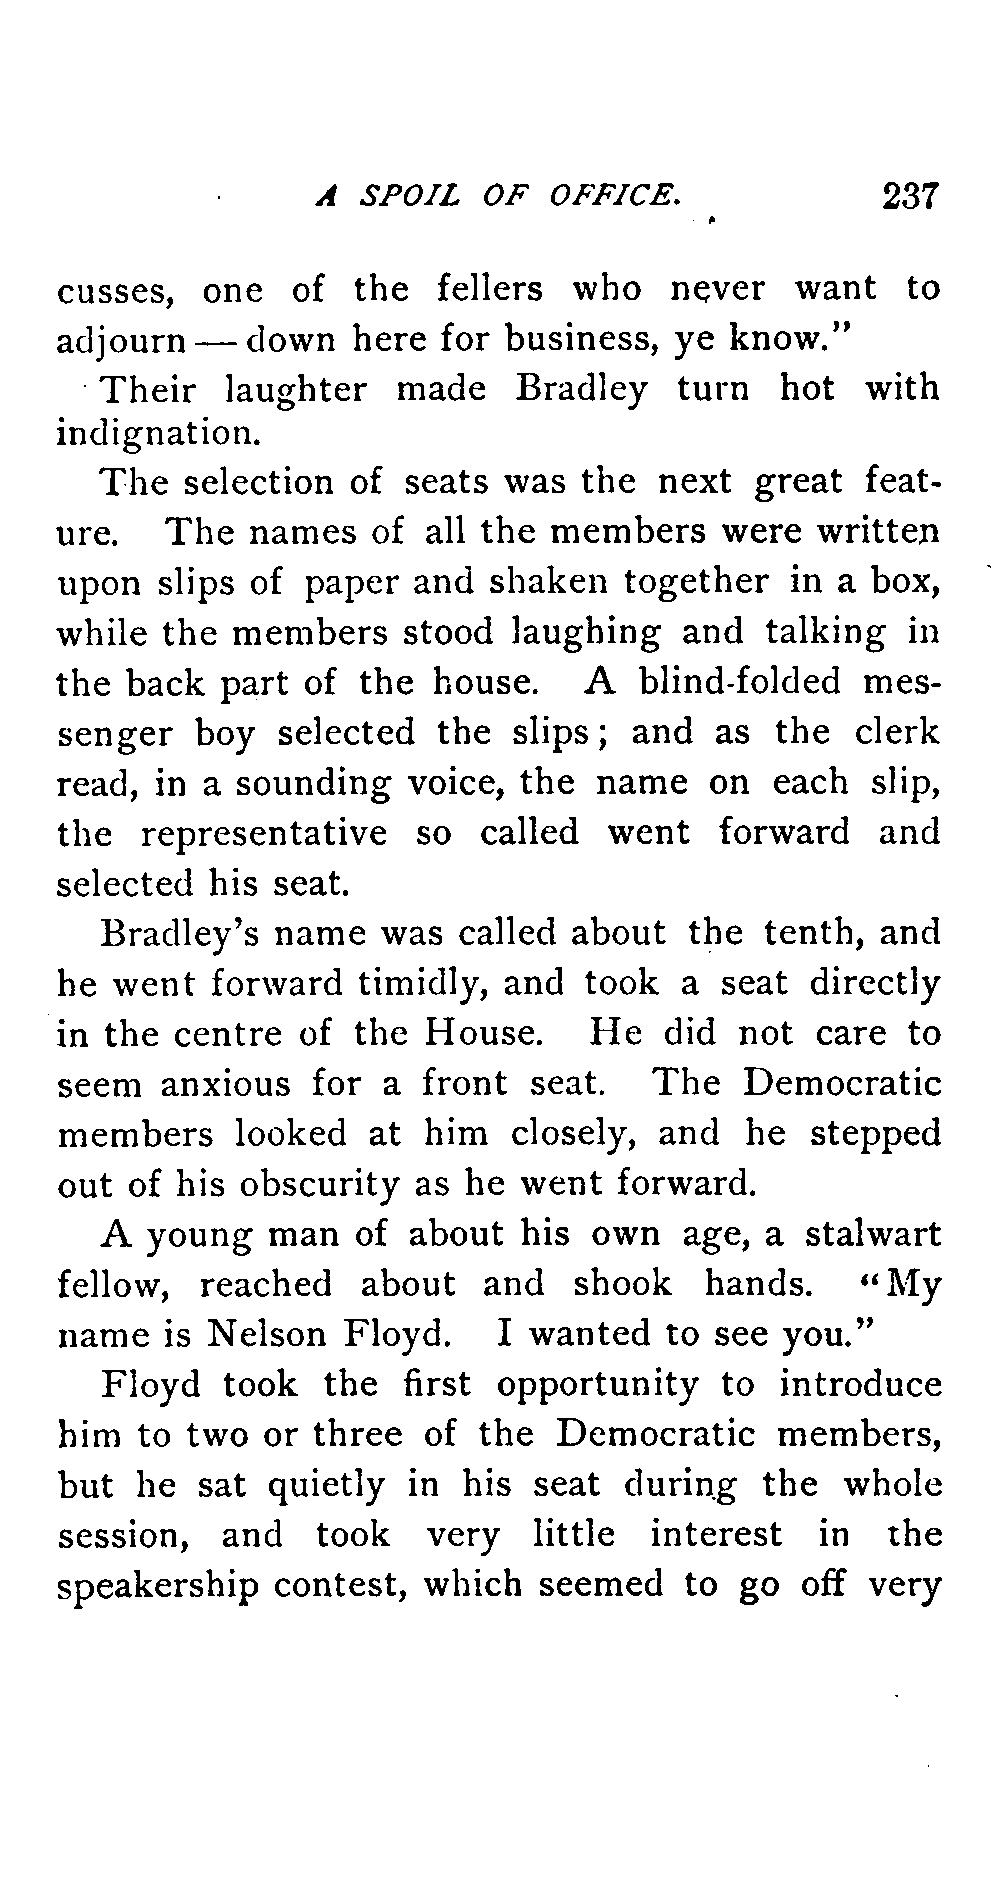 A SPOIL OF OFFICE. 237
cusses, one of the fellers who never want to
adjourn — down here for business, ye know."
Their laughter made Bradley turn hot with
indignation.
The selection of seats was the next great feat-
ure. The names of all the members were written
upon slips of paper and shaken together in a box,
while the members stood laughing and talking in
the back part of the house. A blind-folded mes-
senger boy selected the slips; and as the clerk
read, in a sounding voice, the name on each slip,
the representative so called went forward and
selected his seat.
Bradley's name was called about the tenth, and
he went forward timidly, and took a seat directly
in the centre of the House. He did not care to
seem anxious for a front seat. The Democratic
members looked at him closely, and he stepped
out of his obscurity as he went forward.
A young man of about his own age, a stalwart
fellow, reached about and shook hands. "My
name is Nelson Floyd. I wanted to see you."
Floyd took the first opportunity to introduce
him to two or three of the Democratic members,
but he sat quietly in his seat during the whole
session, and took very little interest in the
speakership contest, which seemed to go off very